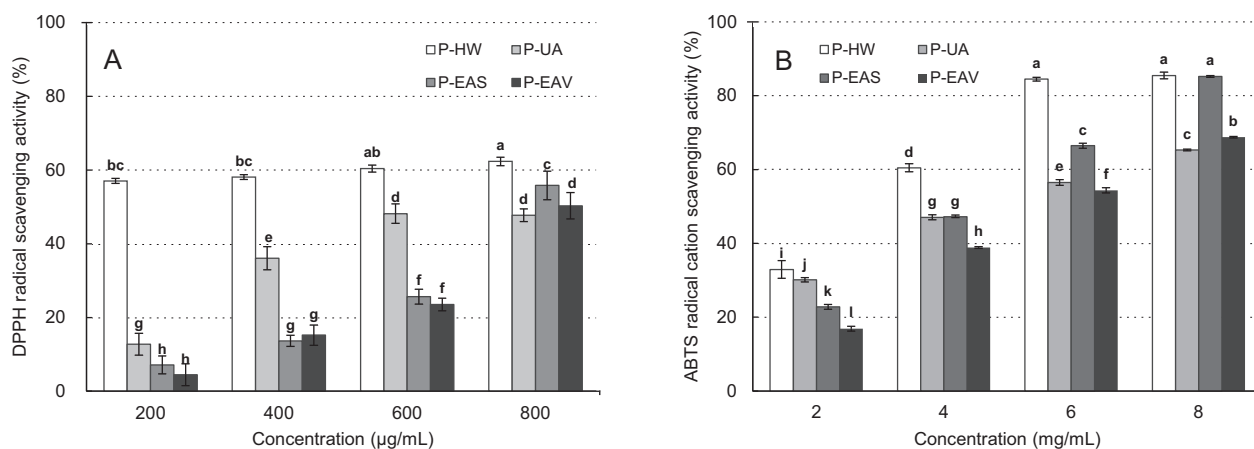 A
DPPH radical scavenging activity (%)
100
80
60
40
20
0
P-HW P-UA
P-EAS P-EAV
bc g h h
bc e g g
ab d f f
a d c d
200 400 600 800
Concentration (µg/mL)
B
ABTS radical cation scavenging activity (%)
100
80
60
40
20
0
P-HW P-UA
P-EAS P-EAV
i j k l
d g g h
a e c f
a c a b
2 4 6 8
Concentration (mg/mL)